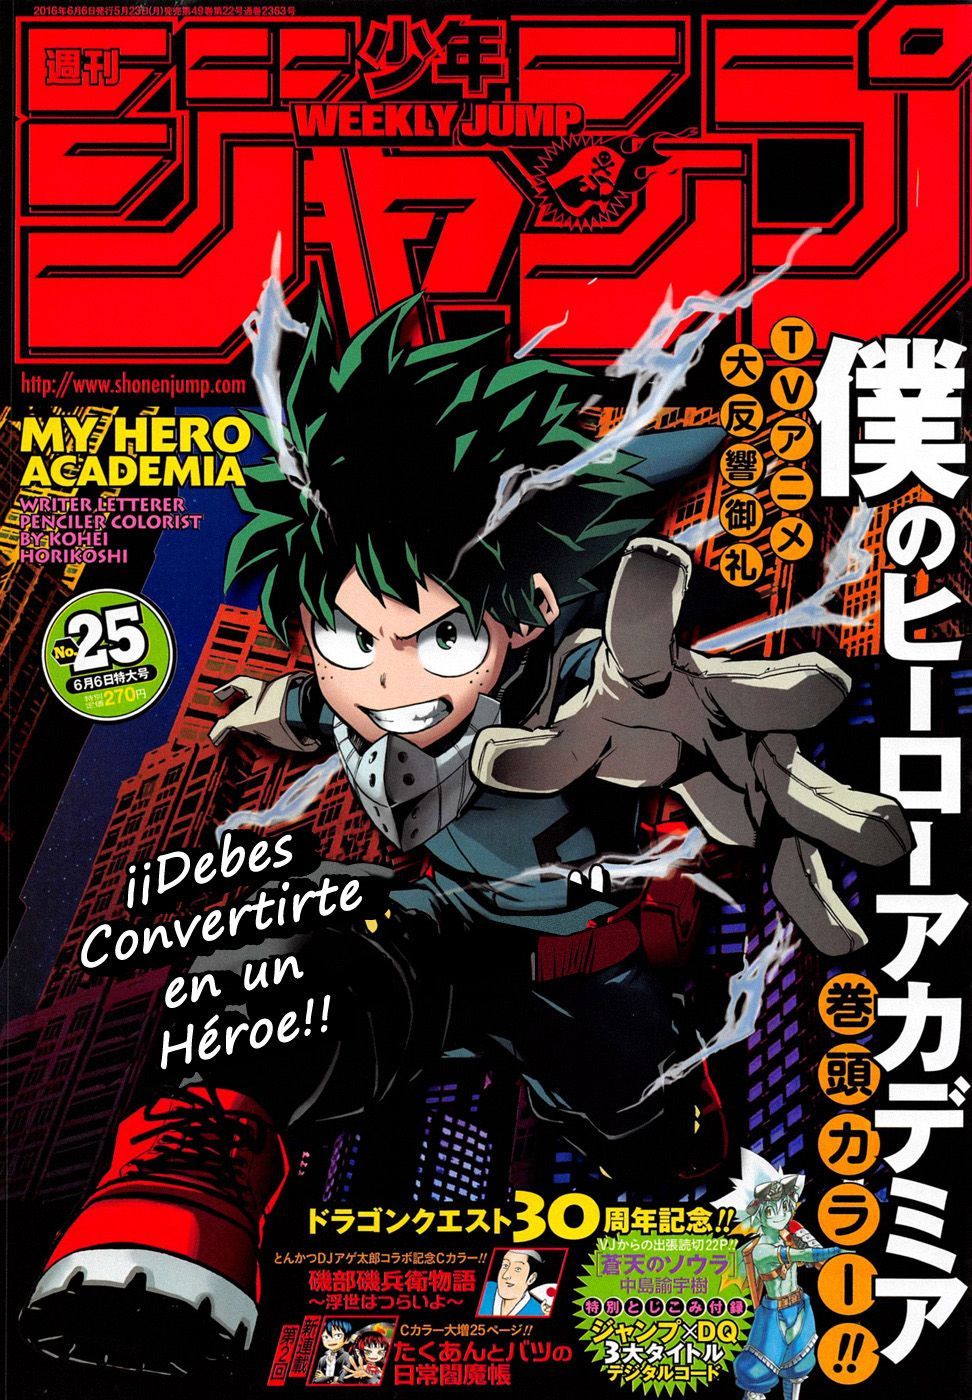 2016年6月6日発行5月23日(月)発売第49巻第22号通巻2363号
週刊
少年
ジャンプ
WEEKLY JUMP
http://www.shonenjump.com
MY HERO
ACADEMIA
WRITER LETTERER
PENCILER COLORIST
BY KOHEI
HORIKOSHI
No.25
6月6日特大号
特別定価270円
TVアニメ
大反響御礼
僕のヒーローアカデミア
巻頭カラー!!
¡¡Debes
Convertirte
en un
Héroe!!
ドラゴンクエスト30周年記念!!
とんかつDJアゲ太郎コラボ記念Cカラー!!
磯部磯兵衛物語
～浮世はつらいよ～
新連載第2回
Cカラー大増25ページ!!
たくあんとバツの
日常閻魔帳
VJからの出張読切22P!!
[蒼天のソウラ]
中島諭宇樹
特別とじこみ付録
ジャンプ×DQ
3大タイトル
デジタルコード